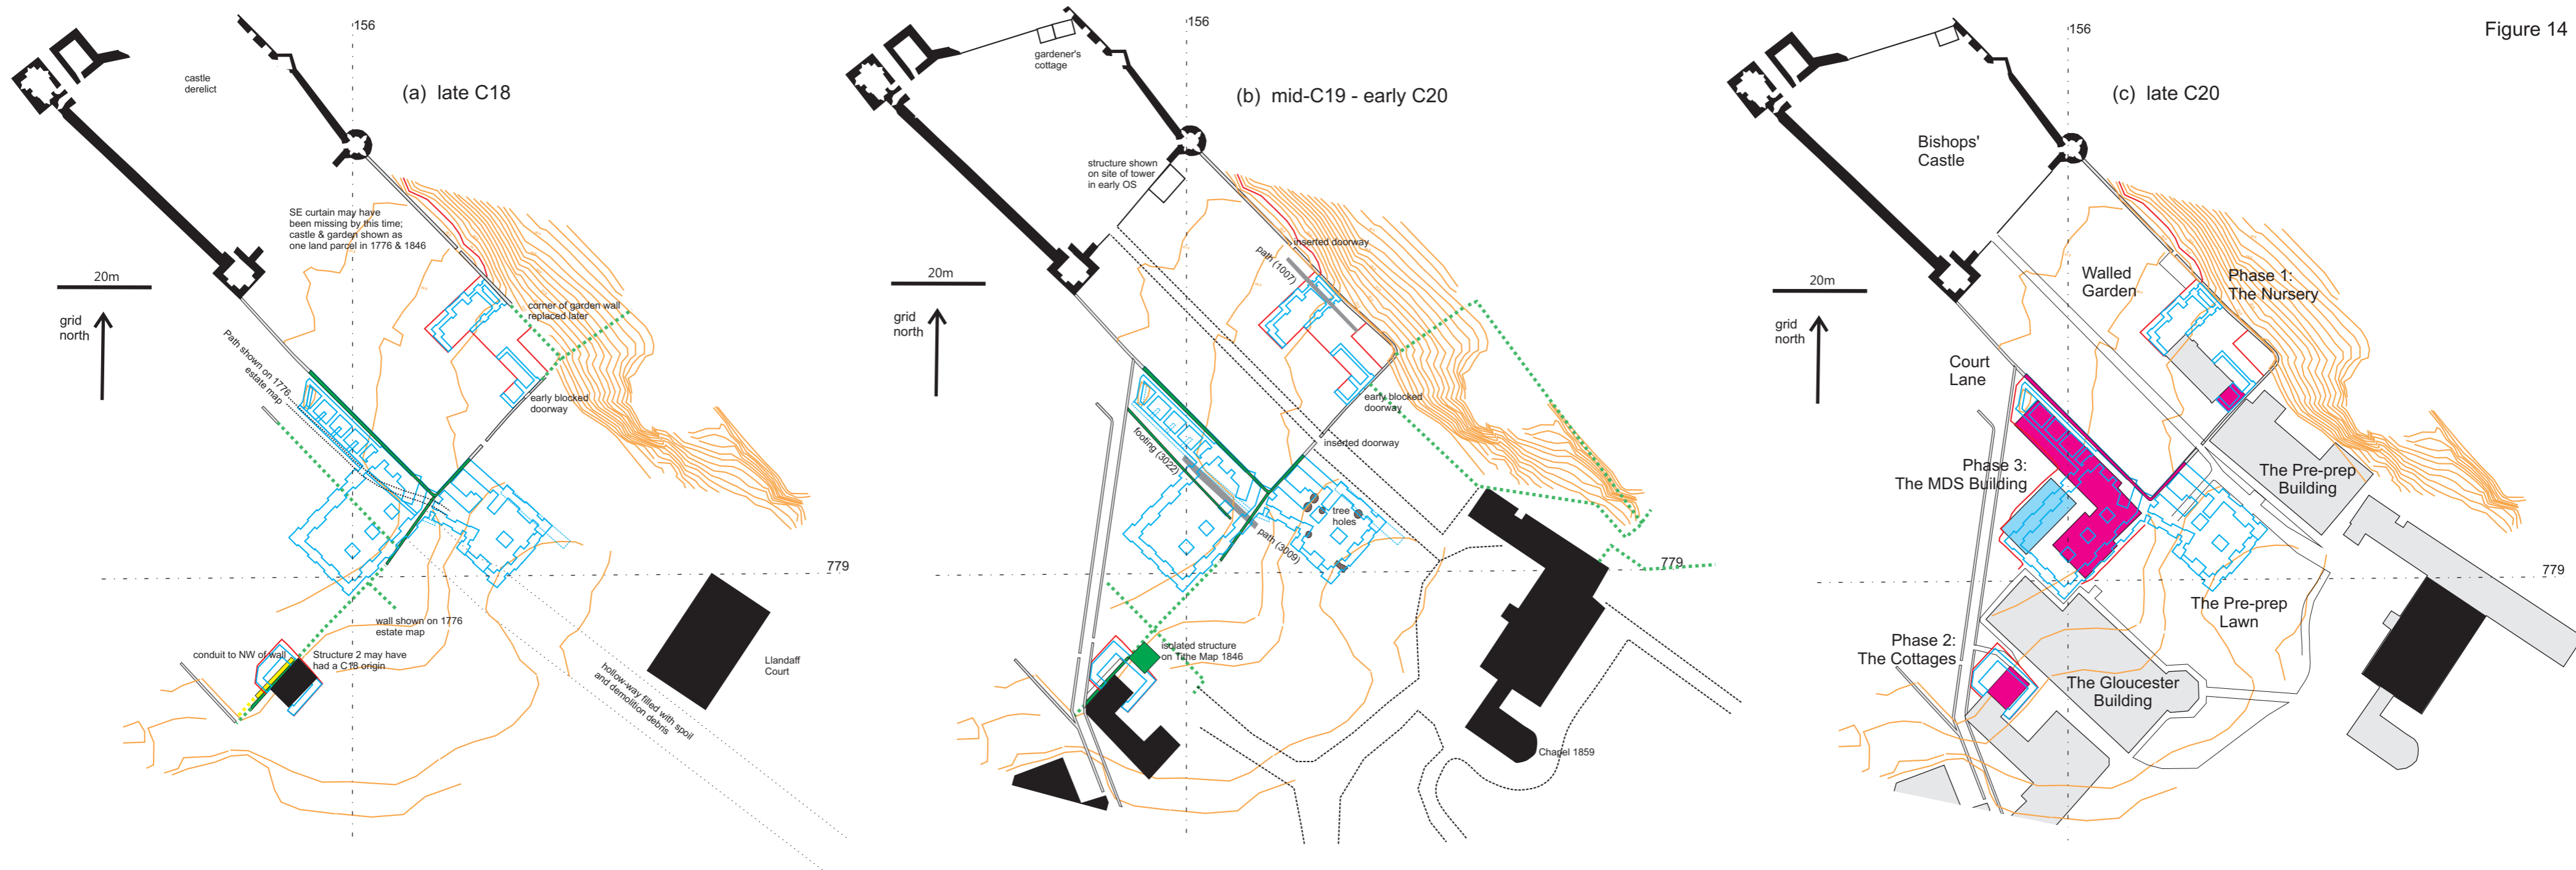 Figure 14
156
castle
derelict
(a) late C18
SE curtain may have
been missing by this time;
castle & garden shown as
one land parcel in 1776 & 1846
20m
grid
north
corner of garden wall
replaced later
Path shown on 1776
estate map
early blocked
doorway
779
wall shown on 1776
estate map
conduit to NW of wall
Structure 2 may have
had a C18 origin
hollow-way filled with spoil
and demolition debris
Llandaff
Court
156
gardener's
cottage
(b) mid-C19 - early C20
structure shown
on site of tower
in early OS
inserted doorway
path (1007)
20m
grid
north
early blocked
doorway
inserted doorway
footing (3022)
tree
holes
path (3009)
779
isolated structure
on Tithe Map 1846
Chapel 1859
156
(c) late C20
Bishops'
Castle
Walled
Garden
Phase 1:
The Nursery
20m
grid
north
Court
Lane
Phase 3:
The MDS Building
The Pre-prep
Building
779
The Pre-prep
Lawn
Phase 2:
The Cottages
The Gloucester
Building